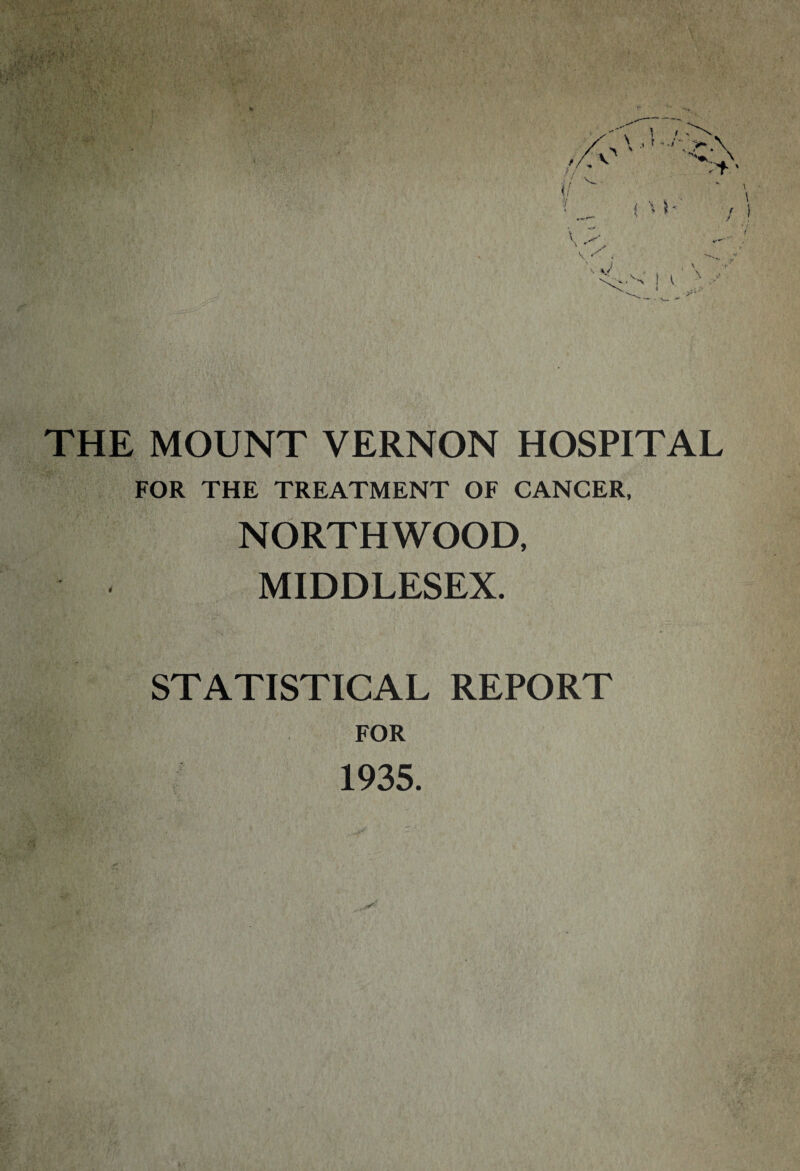 THE MOUNT VERNON HOSPITAL
FOR THE TREATMENT OF CANCER,
NORTHWOOD,
MIDDLESEX.
STATISTICAL REPORT
FOR
1935.